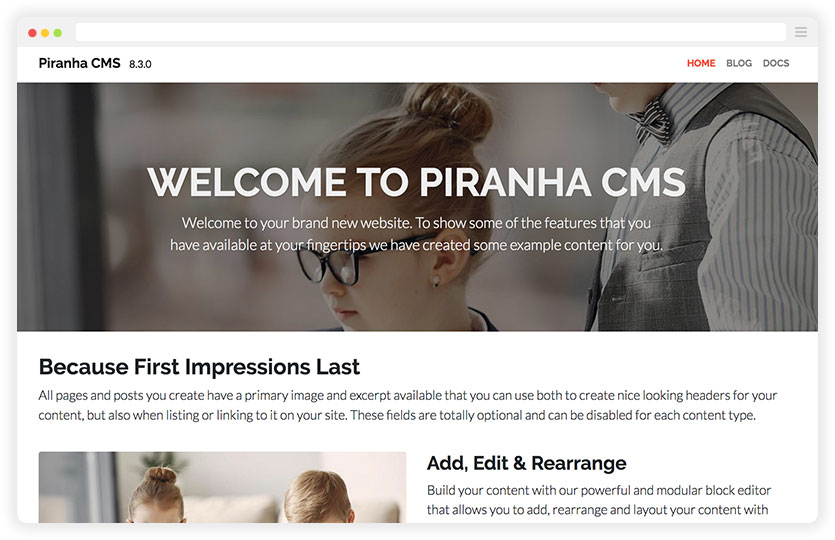 Piranha CMS 8.3.0
HOME BLOG DOCS
WELCOME TO PIRANHA CMS
Welcome to your brand new website. To show some of the features that you
have available at your fingertips we have created some example content for you.
Because First Impressions Last
All pages and posts you create have a primary image and excerpt available that you can use both to create nice looking headers for your
content, but also when listing or linking to it on your site. These fields are totally optional and can be disabled for each content type.
Add, Edit & Rearrange
Build your content with our powerful and modular block editor
that allows you to add, rearrange and layout your content with